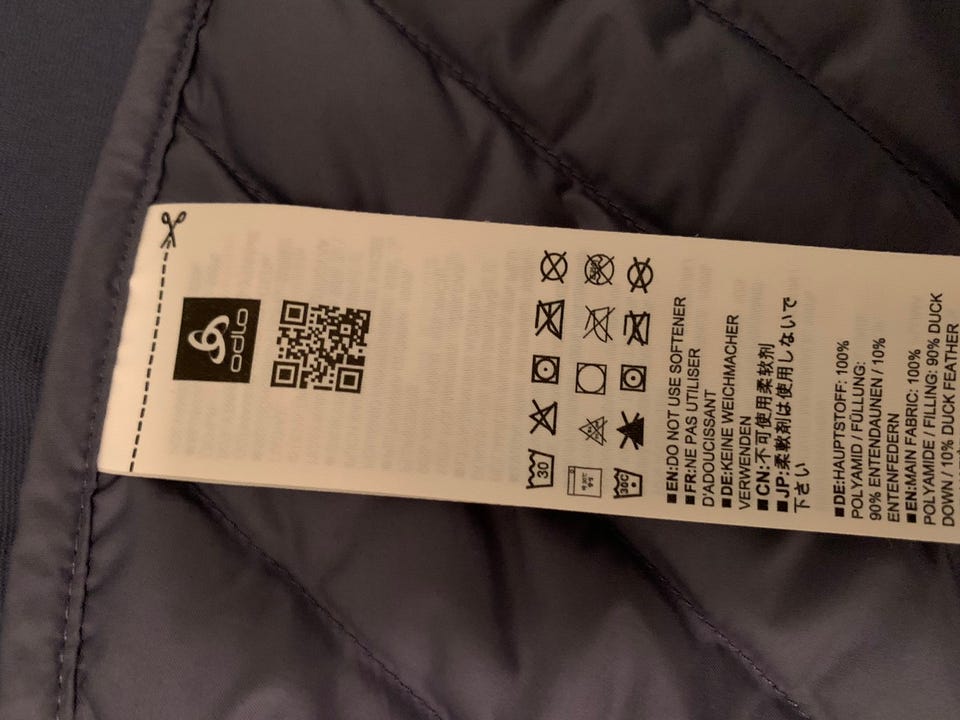 odlo
30
30C
■EN:DO NOT USE SOFTENER
■FR:NE PAS UTILISER
D'ADOUCISSANT
■DE:KEINE WEICHMACHER
VERWENDEN
■CN:不可使用柔软剂
■JP:柔軟剤は使用しないで
下さい
■DE:HAUPTSTOFF: 100%
POLYAMID / FÜLLUNG:
90% ENTENDAUNEN / 10%
ENTENFEDERN
■EN:MAIN FABRIC: 100%
POLYAMIDE / FILLING: 90% DUCK
DOWN / 10% DUCK FEATHER